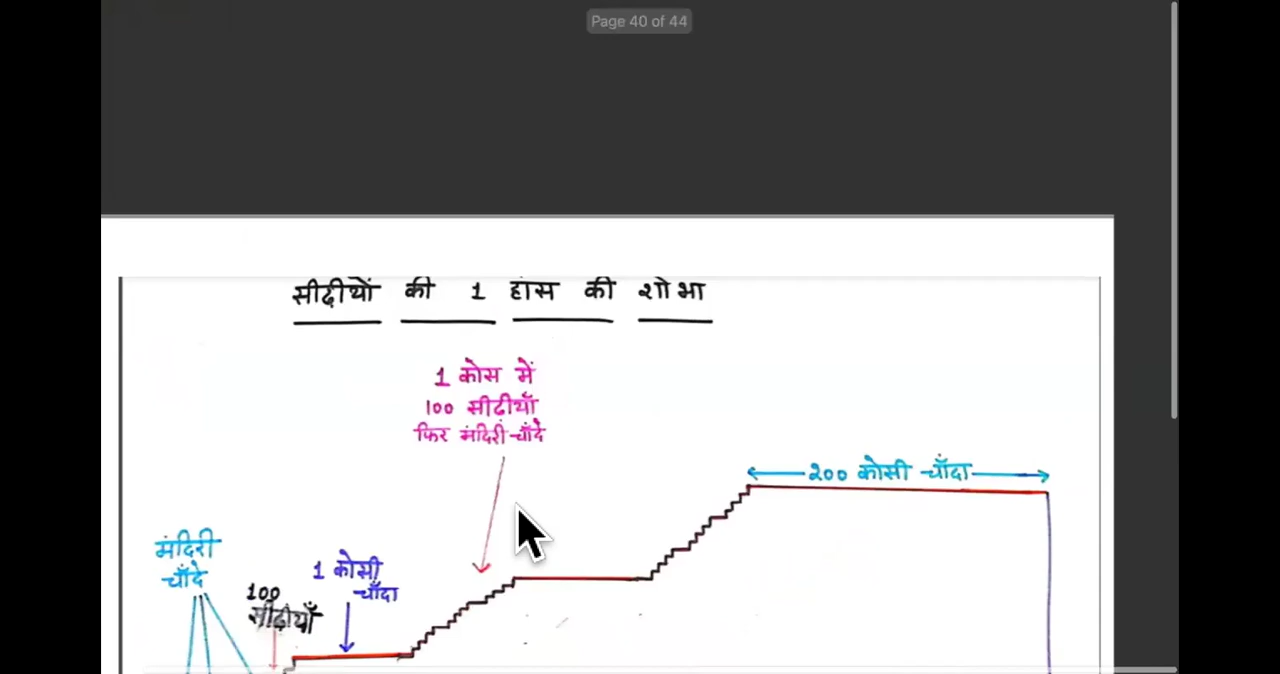 Page 40 of 44
सीढ़ीयों की 1 हांस की शोभा
1 कोस में
100 सीढ़ीयाँ
फिर मंदिरी चाँदे
200 कोसी चाँदा
मंदिरी
चाँदे
1 कोसी
चाँदा
100
सीढ़ीयाँ